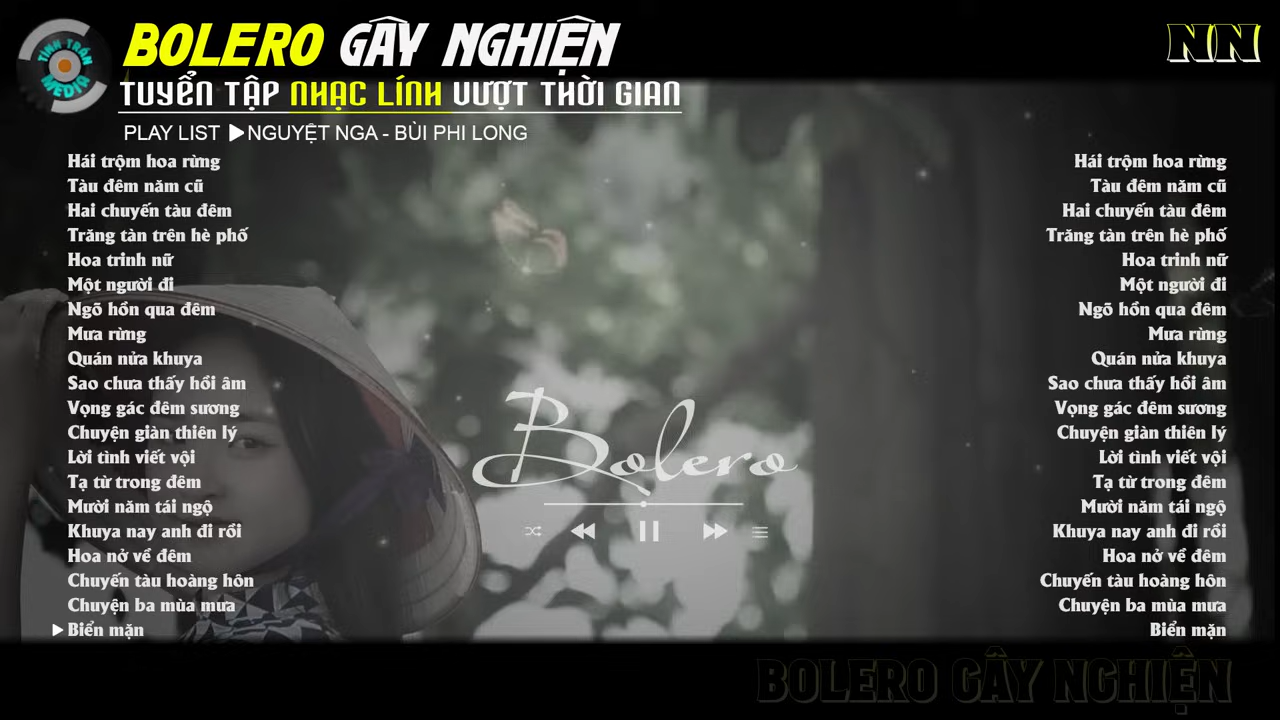 TÌNH TRẦN
MEDIA
BOLERO GÂY NGHIỆN
NN
TUYỂN TẬP NHẠC LÍNH VƯỢT THỜI GIAN
PLAY LIST ▶NGUYỆT NGA - BÙI PHI LONG
Hái trộm hoa rừng
Tàu đêm năm cũ
Hai chuyến tàu đêm
Trăng tàn trên hè phố
Hoa trinh nữ
Một người đi
Ngõ hồn qua đêm
Mưa rừng
Quán nửa khuya
Sao chưa thấy hồi âm
Vọng gác đêm sương
Chuyện giàn thiên lý
Lời tình viết vội
Tạ từ trong đêm
Mười năm tái ngộ
Khuya nay anh đi rồi
Hoa nở về đêm
Chuyến tàu hoàng hôn
Chuyện ba mùa mưa
Biển mặn
Bolero
Hái trộm hoa rừng
Tàu đêm năm cũ
Hai chuyến tàu đêm
Trăng tàn trên hè phố
Hoa trinh nữ
Một người đi
Ngõ hồn qua đêm
Mưa rừng
Quán nửa khuya
Sao chưa thấy hồi âm
Vọng gác đêm sương
Chuyện giàn thiên lý
Lời tình viết vội
Tạ từ trong đêm
Mười năm tái ngộ
Khuya nay anh đi rồi
Hoa nở về đêm
Chuyến tàu hoàng hôn
Chuyện ba mùa mưa
Biển mặn
BOLERO GÂY NGHIỆN